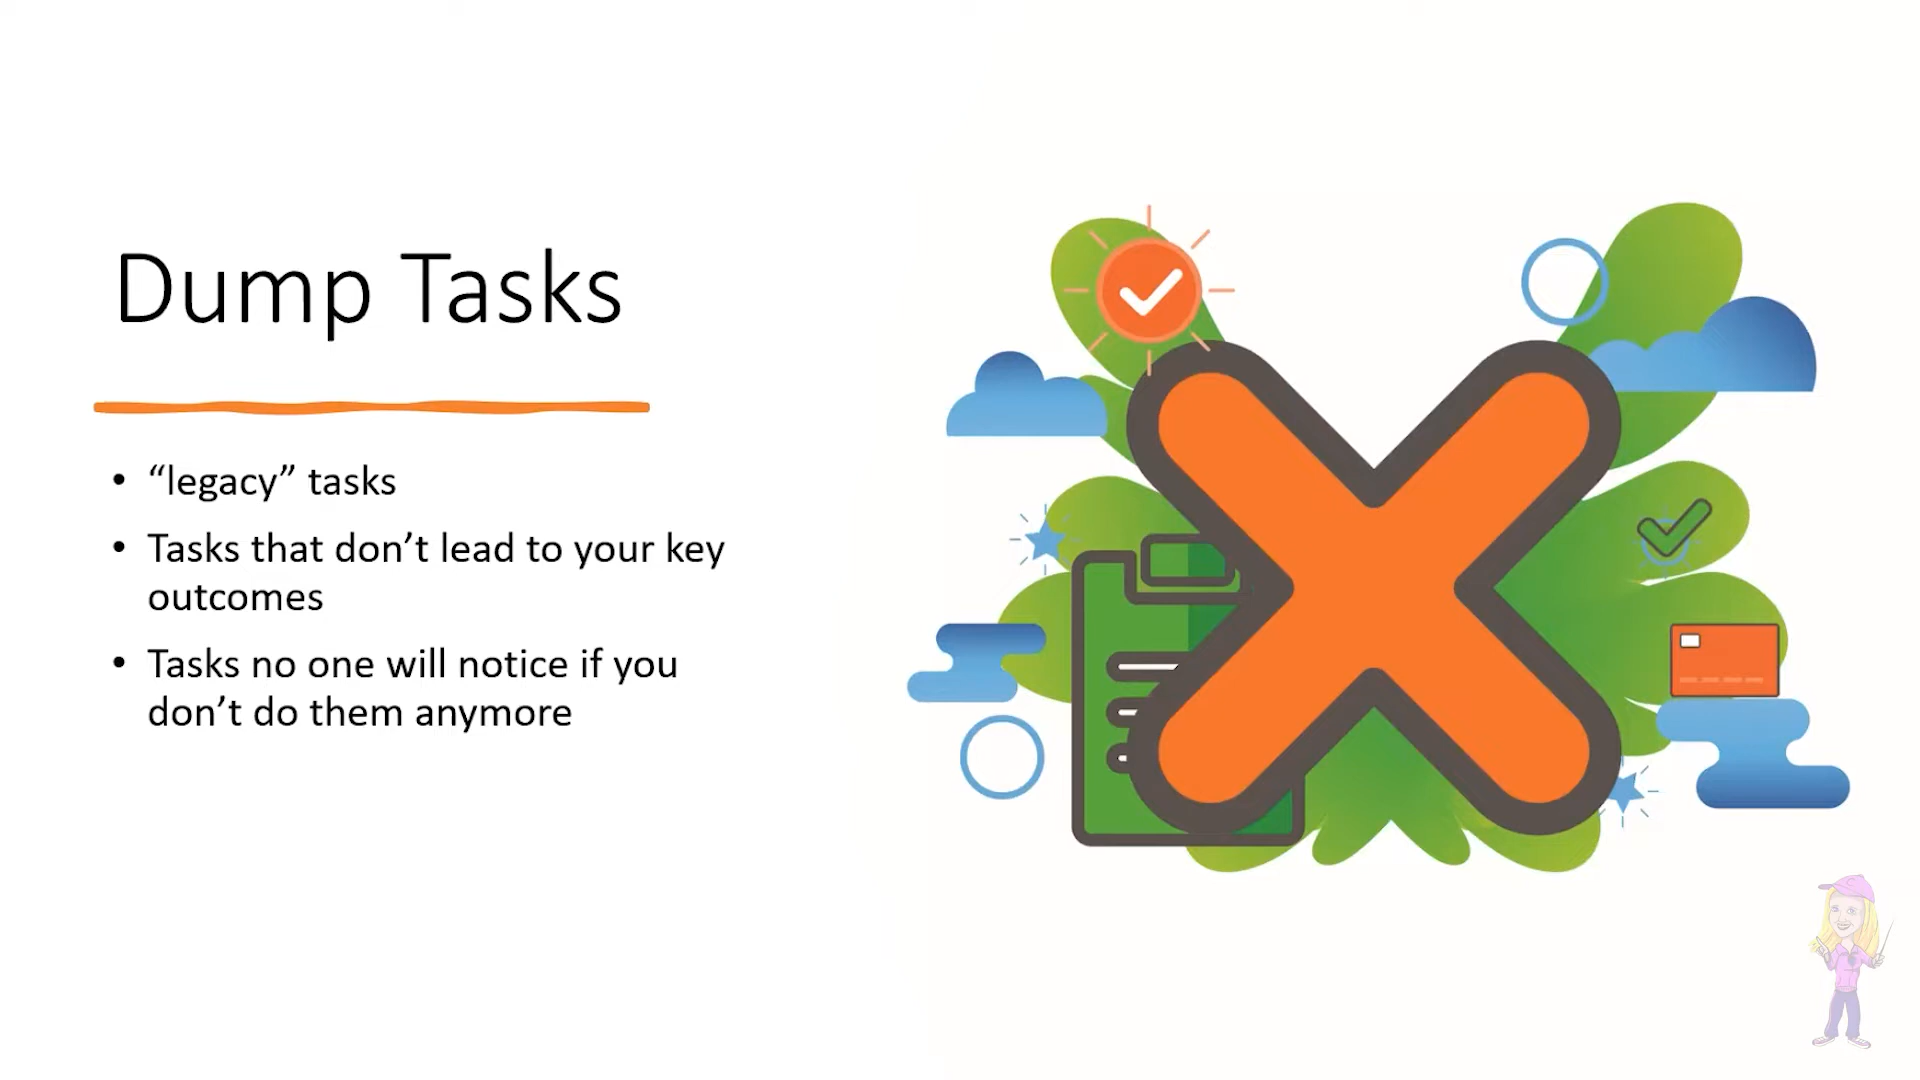 Dump Tasks
• “legacy” tasks
• Tasks that don’t lead to your key
outcomes
• Tasks no one will notice if you
don’t do them anymore